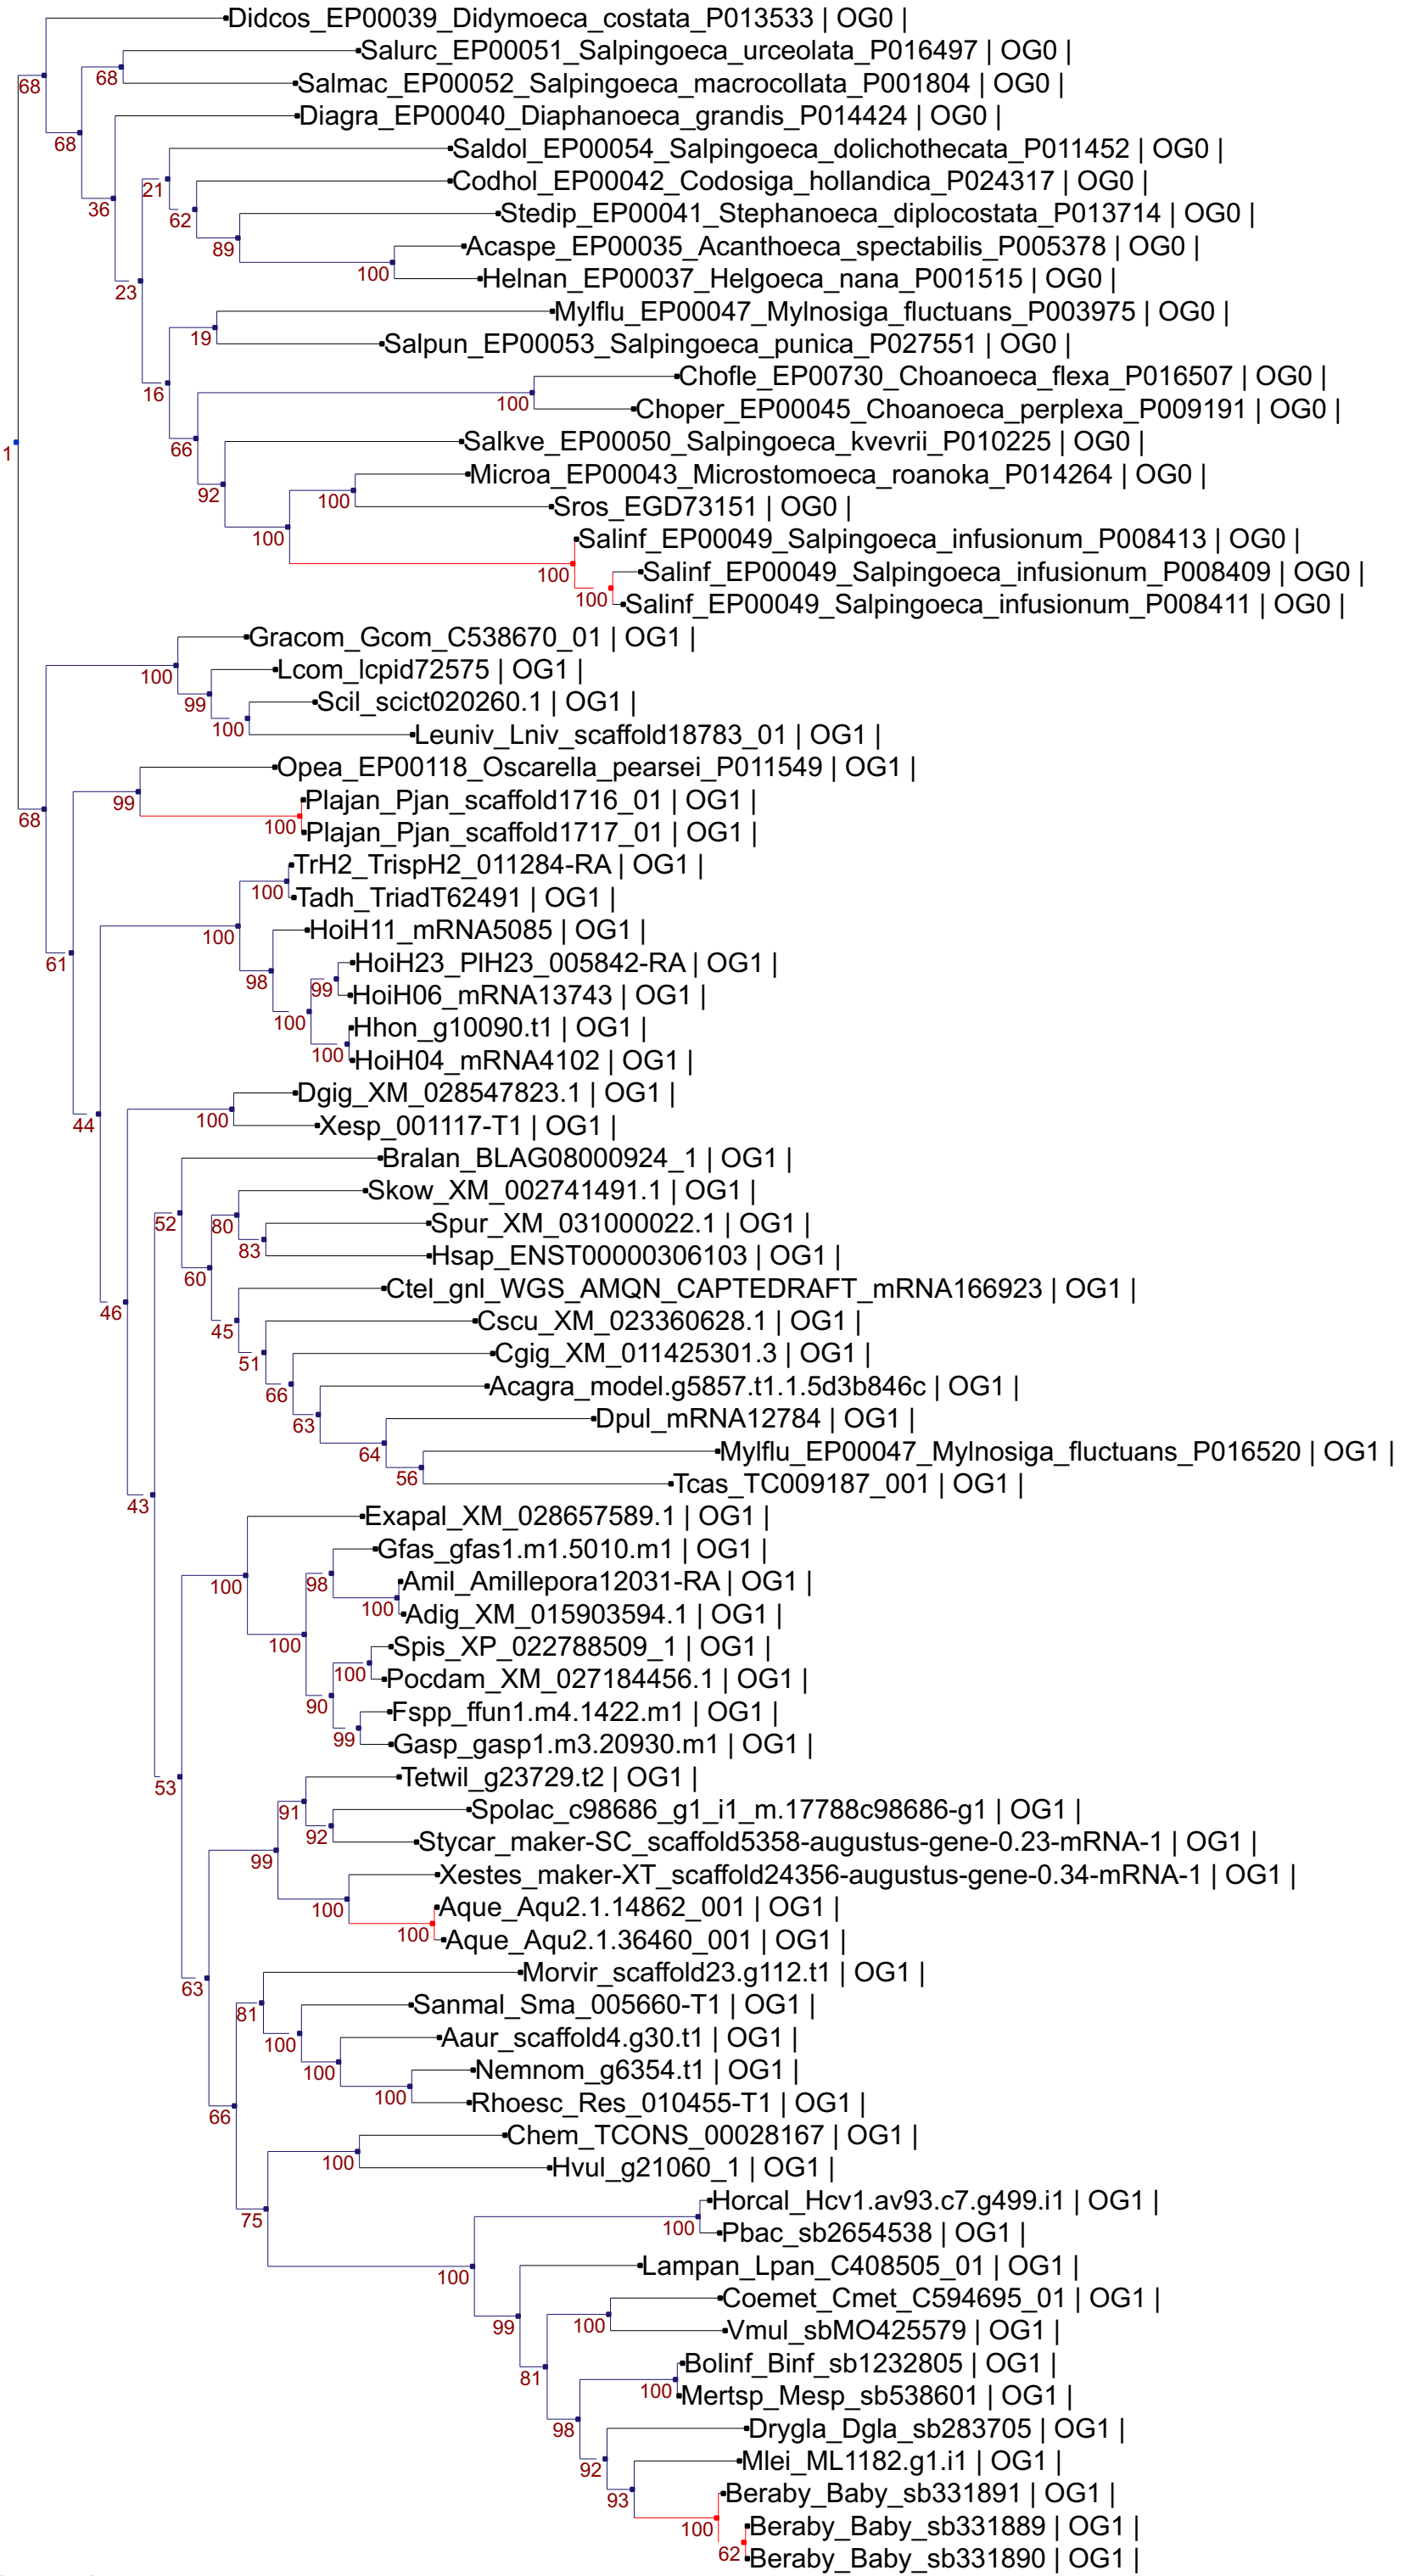 Didcos_EP00039_Didymoeca_costata_P013533 | OG0 |
Salurc_EP00051_Salpingoeca_urceolata_P016497 | OG0 |
68
Salmac_EP00052_Salpingoeca_macrocollata_P001804 | OG0 |
68
Diagra_EP00040_Diaphanoeca_grandis_P014424 | OG0 |
68
Saldol_EP00054_Salpingoeca_dolichothecata_P011452 | OG0 |
21
Codhol_EP00042_Codosiga_hollandica_P024317 | OG0 |
36
62
Stedip_EP00041_Stephanoeca_diplocostata_P013714 | OG0 |
89
Acaspe_EP00035_Acanthoeca_spectabilis_P005378 | OG0 |
100
Helnan_EP00037_Helgoeca_nana_P001515 | OG0 |
23
Mylflu_EP00047_Mylnosiga_fluctuans_P003975 | OG0 |
19
Salpun_EP00053_Salpingoeca_punica_P027551 | OG0 |
Chofle_EP00730_Choanoeca_flexa_P016507 | OG0 |
16
100
Choper_EP00045_Choanoeca_perplexa_P009191 | OG0 |
Salkve_EP00050_Salpingoeca_kvevrii_P010225 | OG0 |
1
66
Microa_EP00043_Microstomoeca_roanoka_P014264 | OG0 |
92
100
Sros_EGD73151 | OG0 |
100
Salinf_EP00049_Salpingoeca_infusionum_P008413 | OG0 |
100
Salinf_EP00049_Salpingoeca_infusionum_P008409 | OG0 |
100
Salinf_EP00049_Salpingoeca_infusionum_P008411 | OG0 |
Gracom_Gcom_C538670_01 | OG1 |
100
Lcom_lcpid72575 | OG1 |
99
Scil_scict020260.1 | OG1 |
100
Leuniv_Lniv_scaffold18783_01 | OG1 |
Opea_EP00118_Oscarella_pearsei_P011549 | OG1 |
99
Plajan_Pjan_scaffold1716_01 | OG1 |
68
100
Plajan_Pjan_scaffold1717_01 | OG1 |
TrH2_TrispH2_011284-RA | OG1 |
100
Tadh_TriadT62491 | OG1 |
100
HoiH11_mRNA5085 | OG1 |
61
HoiH23_PlH23_005842-RA | OG1 |
98
99
HoiH06_mRNA13743 | OG1 |
100
Hhon_g10090.t1 | OG1 |
100
HoiH04_mRNA4102 | OG1 |
Dgig_XM_028547823.1 | OG1 |
44
100
Xesp_001117-T1 | OG1 |
Bralan_BLAG08000924_1 | OG1 |
Skow_XM_002741491.1 | OG1 |
52
80
Spur_XM_031000022.1 | OG1 |
83
Hsap_ENST00000306103 | OG1 |
60
Ctel_gnl_WGS_AMQN_CAPTEDRAFT_mRNA166923 | OG1 |
46
45
Cscu_XM_023360628.1 | OG1 |
51
Cgig_XM_011425301.3 | OG1 |
66
Acagra_model.g5857.t1.1.5d3b846c | OG1 |
63
Dpul_mRNA12784 | OG1 |
64
Mylflu_EP00047_Mylnosiga_fluctuans_P016520 | OG1 |
56
Tcas_TC009187_001 | OG1 |
43
Exapal_XM_028657589.1 | OG1 |
Gfas_gfas1.m1.5010.m1 | OG1 |
100
98
Amil_Amillepora12031-RA | OG1 |
100
Adig_XM_015903594.1 | OG1 |
100
Spis_XP_022788509_1 | OG1 |
100
Pocdam_XM_027184456.1 | OG1 |
90
Fspp_ffun1.m4.1422.m1 | OG1 |
99
Gasp_gasp1.m3.20930.m1 | OG1 |
Tetwil_g23729.t2 | OG1 |
53
91
Spolac_c98686_g1_i1_m.17788c98686-g1 | OG1 |
92
Stycar_maker-SC_scaffold5358-augustus-gene-0.23-mRNA-1 | OG1 |
99
Xestes_maker-XT_scaffold24356-augustus-gene-0.34-mRNA-1 | OG1 |
100
Aque_Aqu2.1.14862_001 | OG1 |
100
Aque_Aqu2.1.36460_001 | OG1 |
Morvir_scaffold23.g112.t1 | OG1 |
63
Sanmal_Sma_005660-T1 | OG1 |
81
100
Aaur_scaffold4.g30.t1 | OG1 |
100
Nemnom_g6354.t1 | OG1 |
100
Rhoesc_Res_010455-T1 | OG1 |
66
Chem_TCONS_00028167 | OG1 |
100
Hvul_g21060_1 | OG1 |
Horcal_Hcv1.av93.c7.g499.i1 | OG1 |
75
100
Pbac_sb2654538 | OG1 |
Lampan_Lpan_C408505_01 | OG1 |
100
Coemet_Cmet_C594695_01 | OG1 |
99
100
Vmul_sbMO425579 | OG1 |
Bolinf_Binf_sb1232805 | OG1 |
81
100
Mertsp_Mesp_sb538601 | OG1 |
98
Drygla_Dgla_sb283705 | OG1 |
92
Mlei_ML1182.g1.i1 | OG1 |
93
Beraby_Baby_sb331891 | OG1 |
100
Beraby_Baby_sb331889 | OG1 |
62
Beraby_Baby_sb331890 | OG1 |